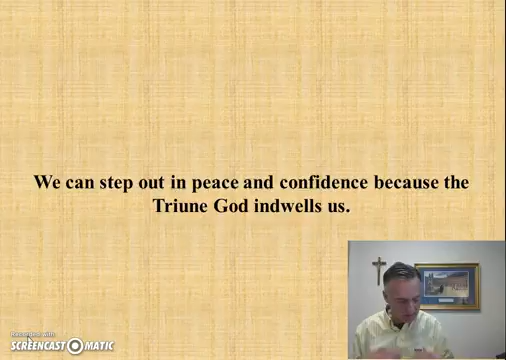 We can step out in peace and confidence because the
Triune God indwells us.
Recorded with
SCREENCAST MATIC